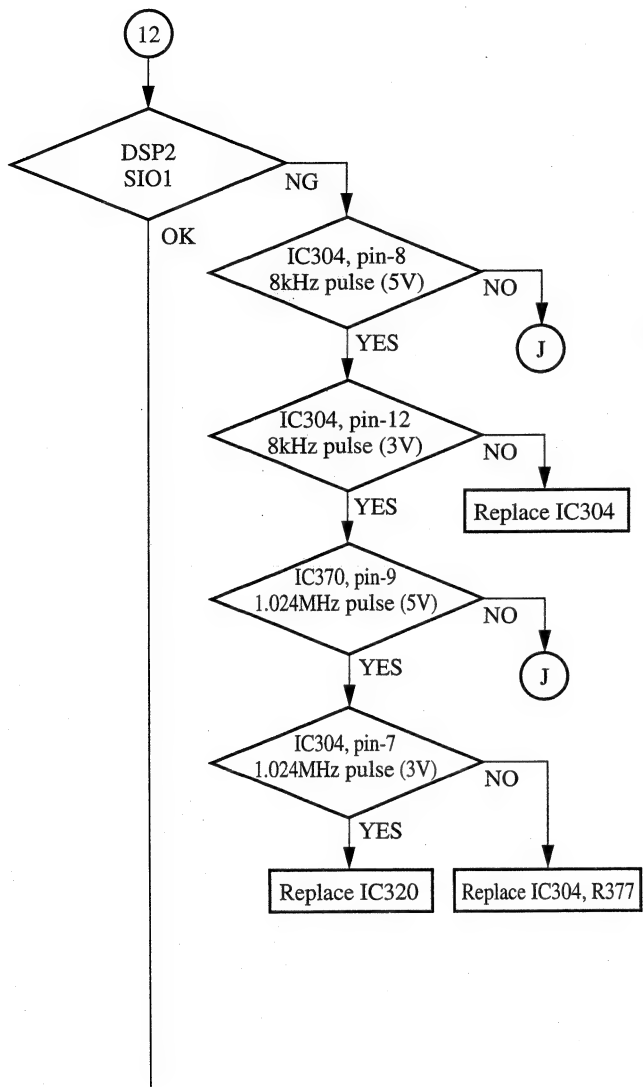 12
DSP2
SIO1
NG
OK
IC304, pin-8
8kHz pulse (5V)
NO
J
YES
IC304, pin-12
8kHz pulse (3V)
NO
YES
Replace IC304
IC370, pin-9
1.024MHz pulse (5V)
NO
J
YES
IC304, pin-7
1.024MHz pulse (3V)
NO
YES
Replace IC320
Replace IC304, R377